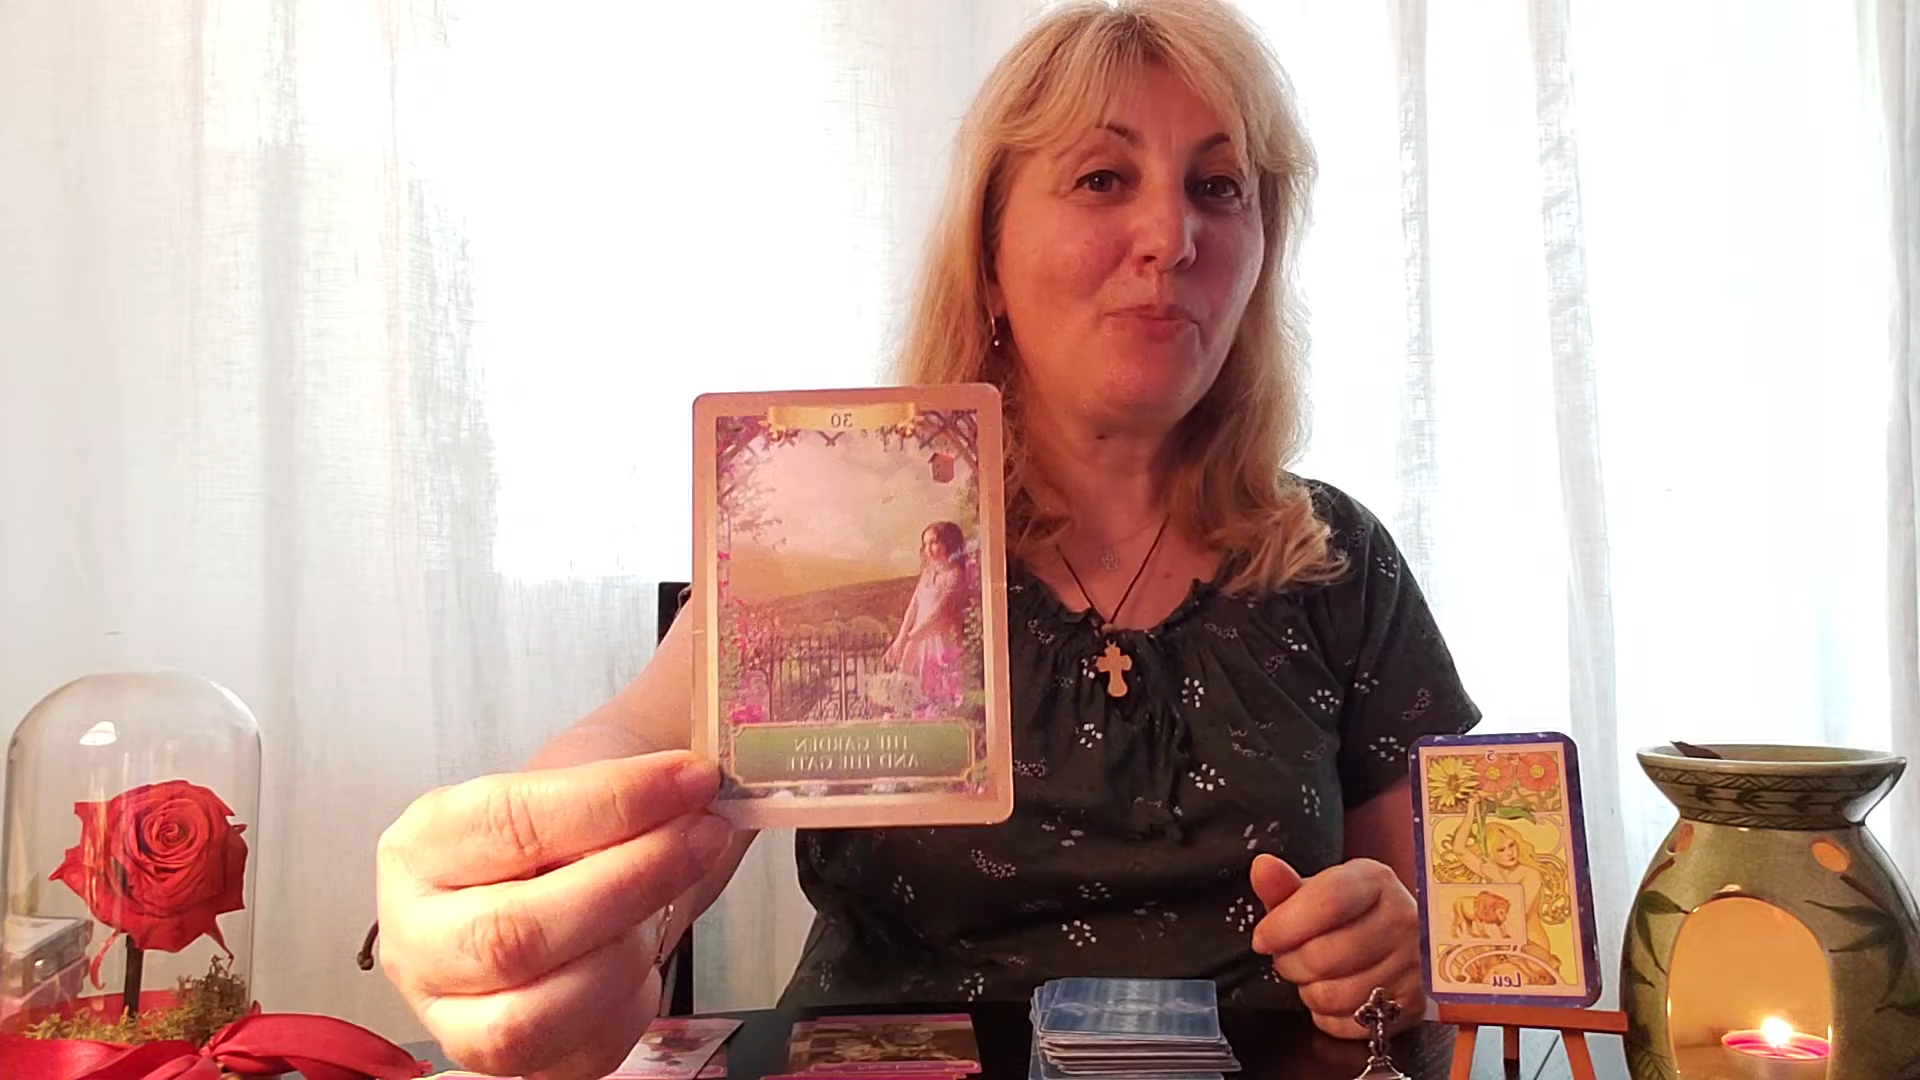 30
THE GARDEN
AND THE GATE
5
Leu